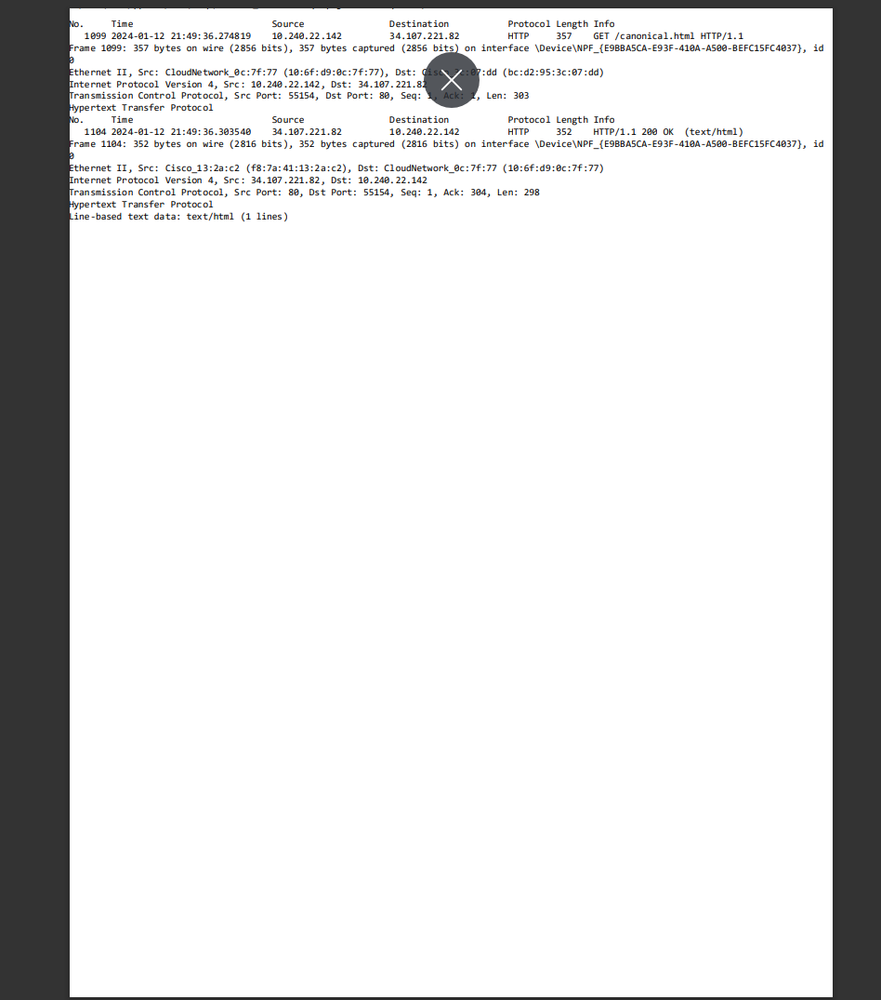 No. Time Source Destination Protocol Length Info
1099 2024-01-12 21:49:36.274819 10.240.22.142 34.107.221.82 HTTP 357 GET /canonical.html HTTP/1.1
Frame 1099: 357 bytes on wire (2856 bits), 357 bytes captured (2856 bits) on interface \Device\NPF_{E9BBA5CA-E93F-410A-A500-BEFC15FC4037}, id
0
Ethernet II, Src: CloudNetwork_0c:7f:77 (10:6f:d9:0c:7f:77), Dst: Cisco_3c:07:dd (bc:d2:95:3c:07:dd)
Internet Protocol Version 4, Src: 10.240.22.142, Dst: 34.107.221.82
Transmission Control Protocol, Src Port: 55154, Dst Port: 80, Seq: 1, Ack: 1, Len: 303
Hypertext Transfer Protocol
No. Time Source Destination Protocol Length Info
1104 2024-01-12 21:49:36.303540 34.107.221.82 10.240.22.142 HTTP 352 HTTP/1.1 200 OK (text/html)
Frame 1104: 352 bytes on wire (2816 bits), 352 bytes captured (2816 bits) on interface \Device\NPF_{E9BBA5CA-E93F-410A-A500-BEFC15FC4037}, id
0
Ethernet II, Src: Cisco_13:2a:c2 (f8:7a:41:13:2a:c2), Dst: CloudNetwork_0c:7f:77 (10:6f:d9:0c:7f:77)
Internet Protocol Version 4, Src: 34.107.221.82, Dst: 10.240.22.142
Transmission Control Protocol, Src Port: 80, Dst Port: 55154, Seq: 1, Ack: 304, Len: 298
Hypertext Transfer Protocol
Line-based text data: text/html (1 lines)